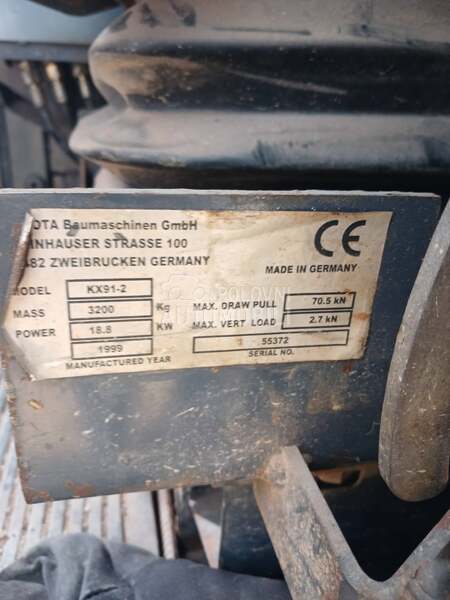 OTA Baumaschinen GmbH
NHAUSER STRASSE 100
482 ZWEIBRUCKEN GERMANY
CE
MADE IN GERMANY
MODEL KX91-2
MASS 3200 Kg MAX. DRAW PULL 70.5 kN
POWER 18.8 KW MAX. VERT LOAD 2.7 kN
1999 55372
MANUFACTURED YEAR SERIAL NO.